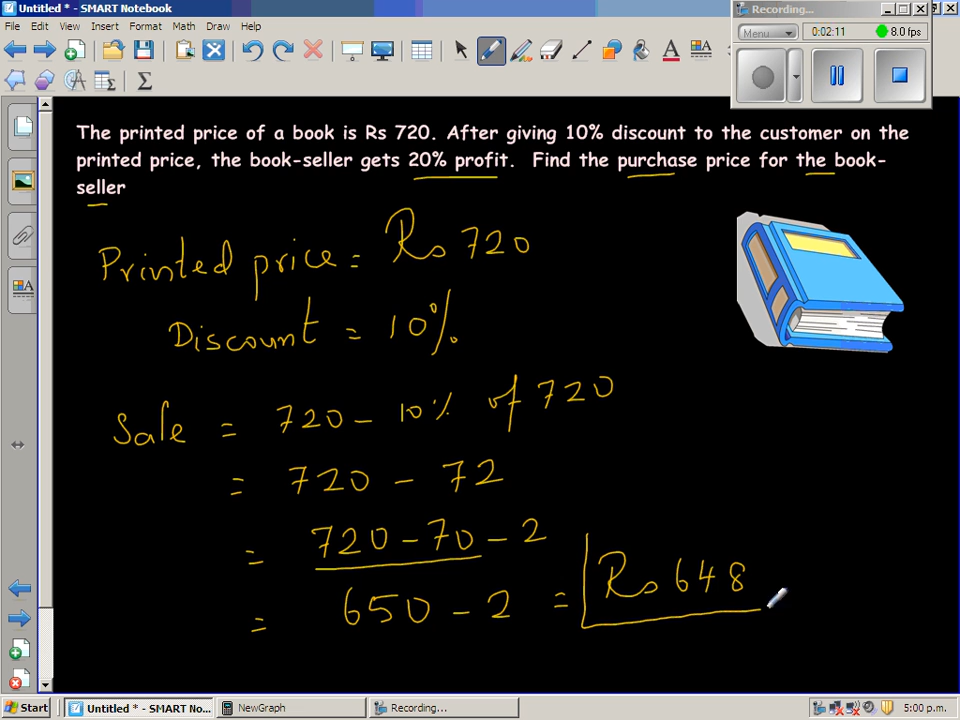 Untitled * - SMART Notebook
Recording...
File Edit View Insert Format Math Draw Help
Menu
0:02:11
8.0 fps
The printed price of a book is Rs 720. After giving 10% discount to the customer on the
printed price, the book-seller gets 20% profit. Find the purchase price for the book-
seller
Printed price = Rs 720
Discount = 10%.
Sale = 720 - 10% of 720
= 720 - 72
= 720 - 70 - 2
= 650 - 2 = Rs 648
Start
Untitled * - SMART No...
NewGraph
Recording...
5:00 p.m.